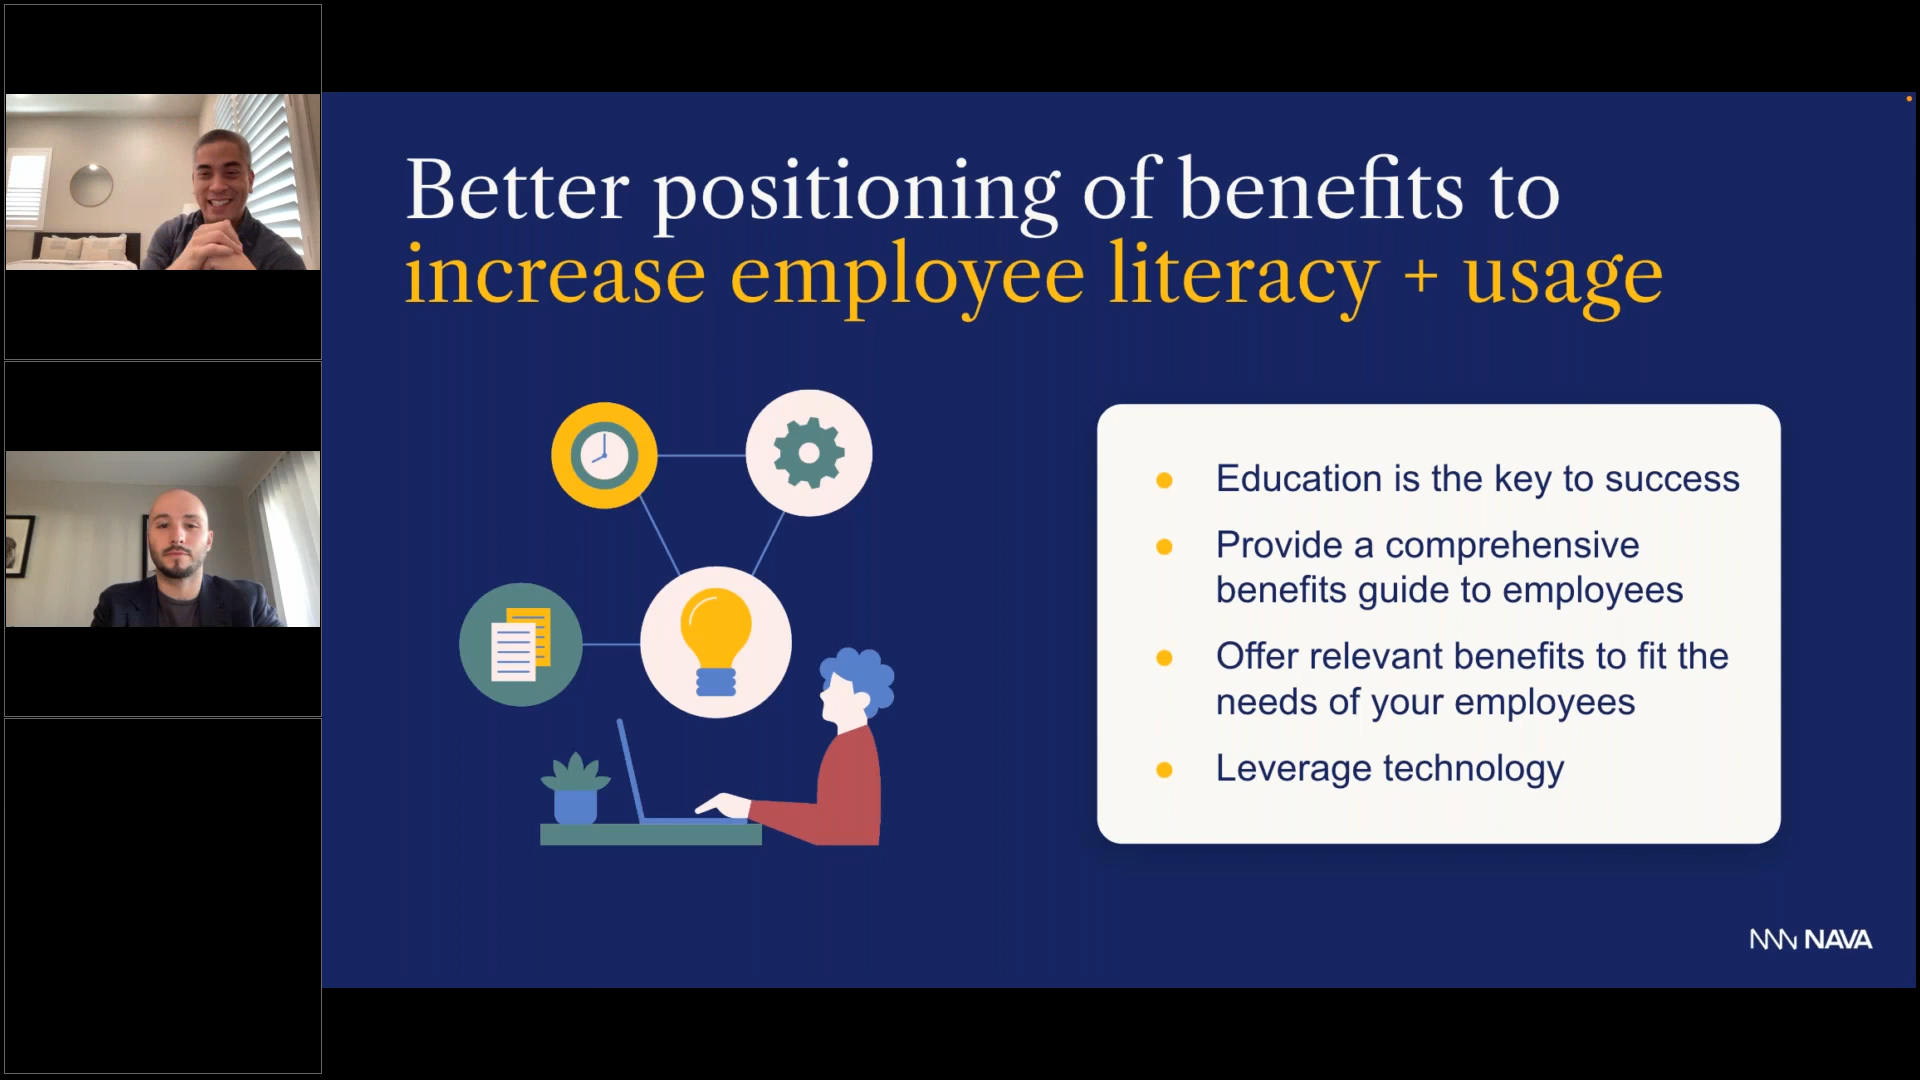 Better positioning of benefits to
increase employee literacy + usage
Education is the key to success
Provide a comprehensive
benefits guide to employees
Offer relevant benefits to fit the
needs of your employees
Leverage technology
NAVA